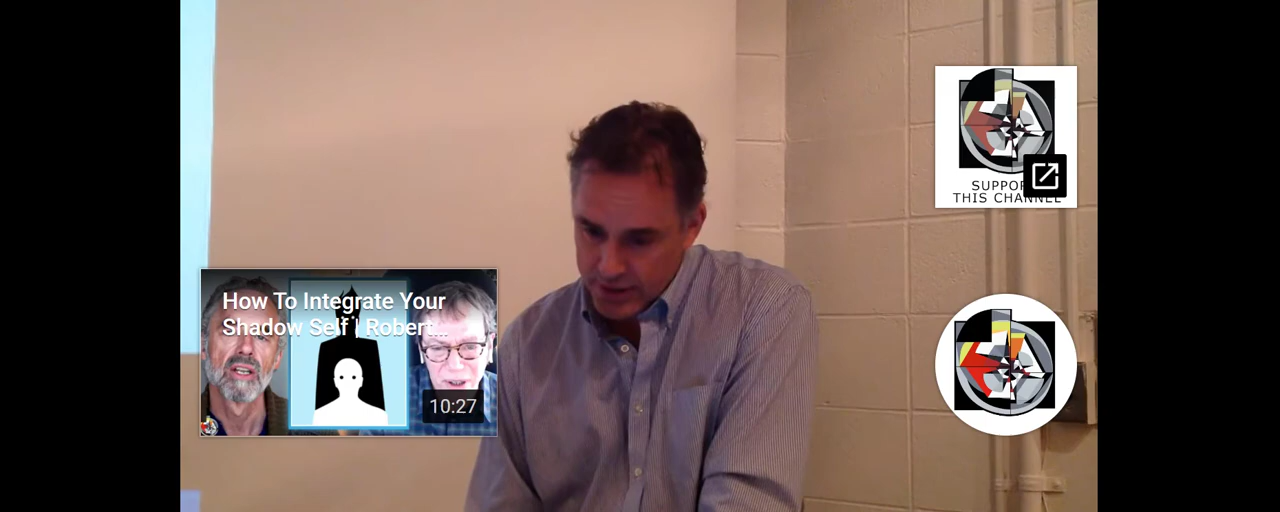 How To Integrate Your
Shadow Self | Robert...
10:27
SUPPOR
THIS CHANNEL